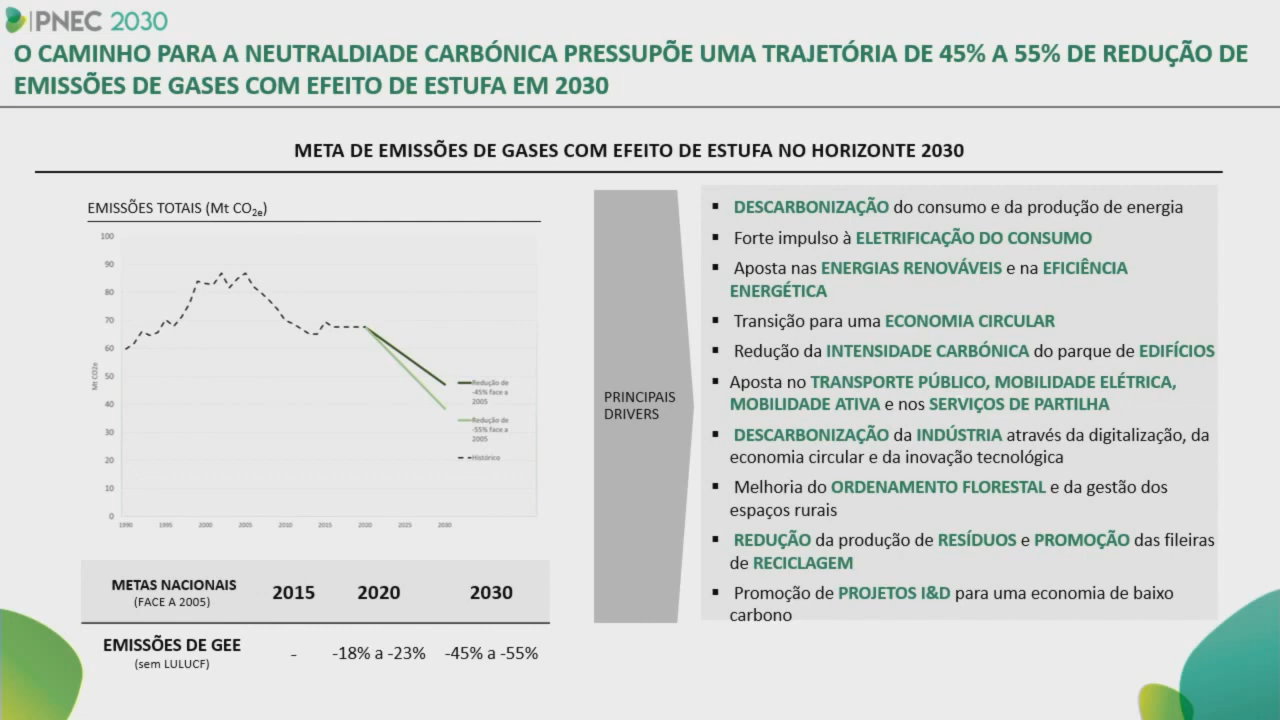 PNEC 2030
O CAMINHO PARA A NEUTRALDIADE CARBÓNICA PRESSUPÕE UMA TRAJETÓRIA DE 45% A 55% DE REDUÇÃO DE
EMISSÕES DE GASES COM EFEITO DE ESTUFA EM 2030
META DE EMISSÕES DE GASES COM EFEITO DE ESTUFA NO HORIZONTE 2030
EMISSÕES TOTAIS (Mt CO2e)
100
90
80
70
60
50
40
30
20
10
0
Mt CO2e
1990 1995 2000 2005 2010 2015 2020 2025 2030
Redução de
-45% face a
2005
Redução de
-55% face a
2005
Histórico
METAS NACIONAIS
(FACE A 2005)
2015 2020 2030
EMISSÕES DE GEE
(sem LULUCF)
- -18% a -23% -45% a -55%
PRINCIPAIS
DRIVERS
▪ DESCARBONIZAÇÃO do consumo e da produção de energia
▪ Forte impulso à ELETRIFICAÇÃO DO CONSUMO
▪ Aposta nas ENERGIAS RENOVÁVEIS e na EFICIÊNCIA
ENERGÉTICA
▪ Transição para uma ECONOMIA CIRCULAR
▪ Redução da INTENSIDADE CARBÓNICA do parque de EDIFÍCIOS
▪ Aposta no TRANSPORTE PÚBLICO, MOBILIDADE ELÉTRICA,
MOBILIDADE ATIVA e nos SERVIÇOS DE PARTILHA
▪ DESCARBONIZAÇÃO da INDÚSTRIA através da digitalização, da
economia circular e da inovação tecnológica
▪ Melhoria do ORDENAMENTO FLORESTAL e da gestão dos
espaços rurais
▪ REDUÇÃO da produção de RESÍDUOS e PROMOÇÃO das fileiras
de RECICLAGEM
▪ Promoção de PROJETOS I&D para uma economia de baixo
carbono